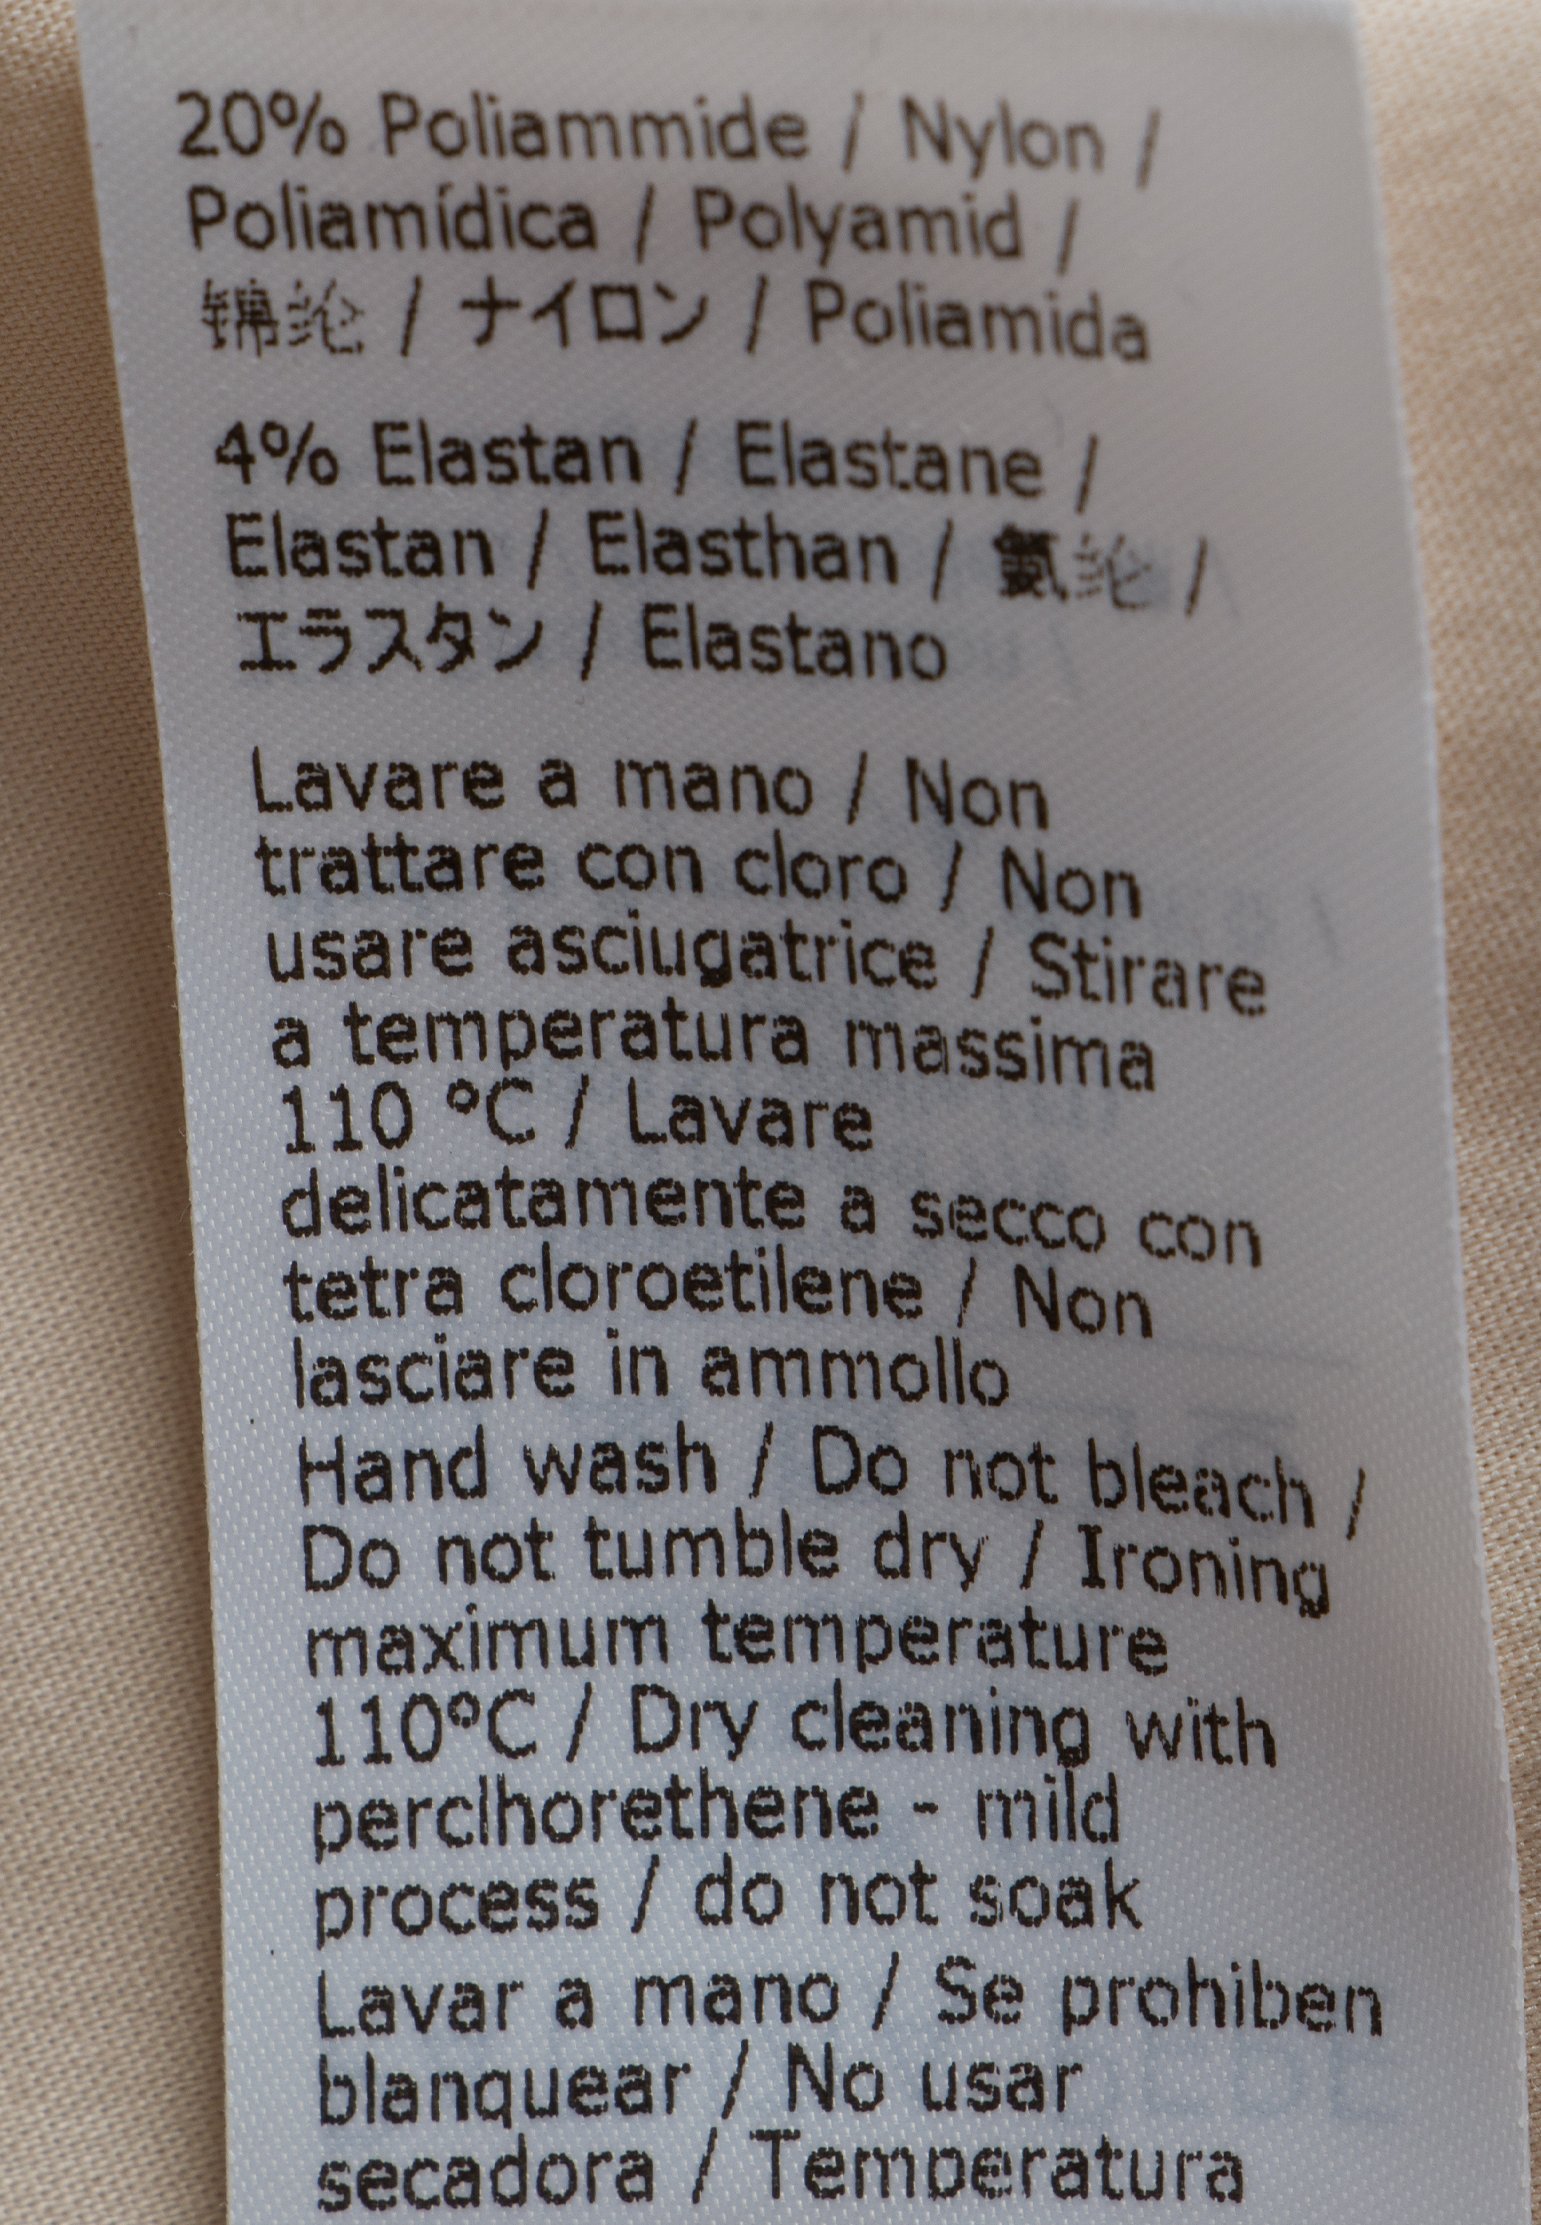 20% Poliammide / Nylon /
Poliamídica / Polyamid /
锦纶 / ナイロン / Poliamida
4% Elastan / Elastane /
Elastan / Elasthan / 氨纶 /
エラスタン / Elastano
Lavare a mano / Non
trattare con cloro / Non
usare asciugatrice / Stirare
a temperatura massima
110 °C / Lavare
delicatamente a secco con
tetra cloroetilene / Non
lasciare in ammollo
Hand wash / Do not bleach /
Do not tumble dry / Ironing
maximum temperature
110°C / Dry cleaning with
perclhorethene - mild
process / do not soak
Lavar a mano / Se prohiben
blanquear / No usar
secadora / Temperatura